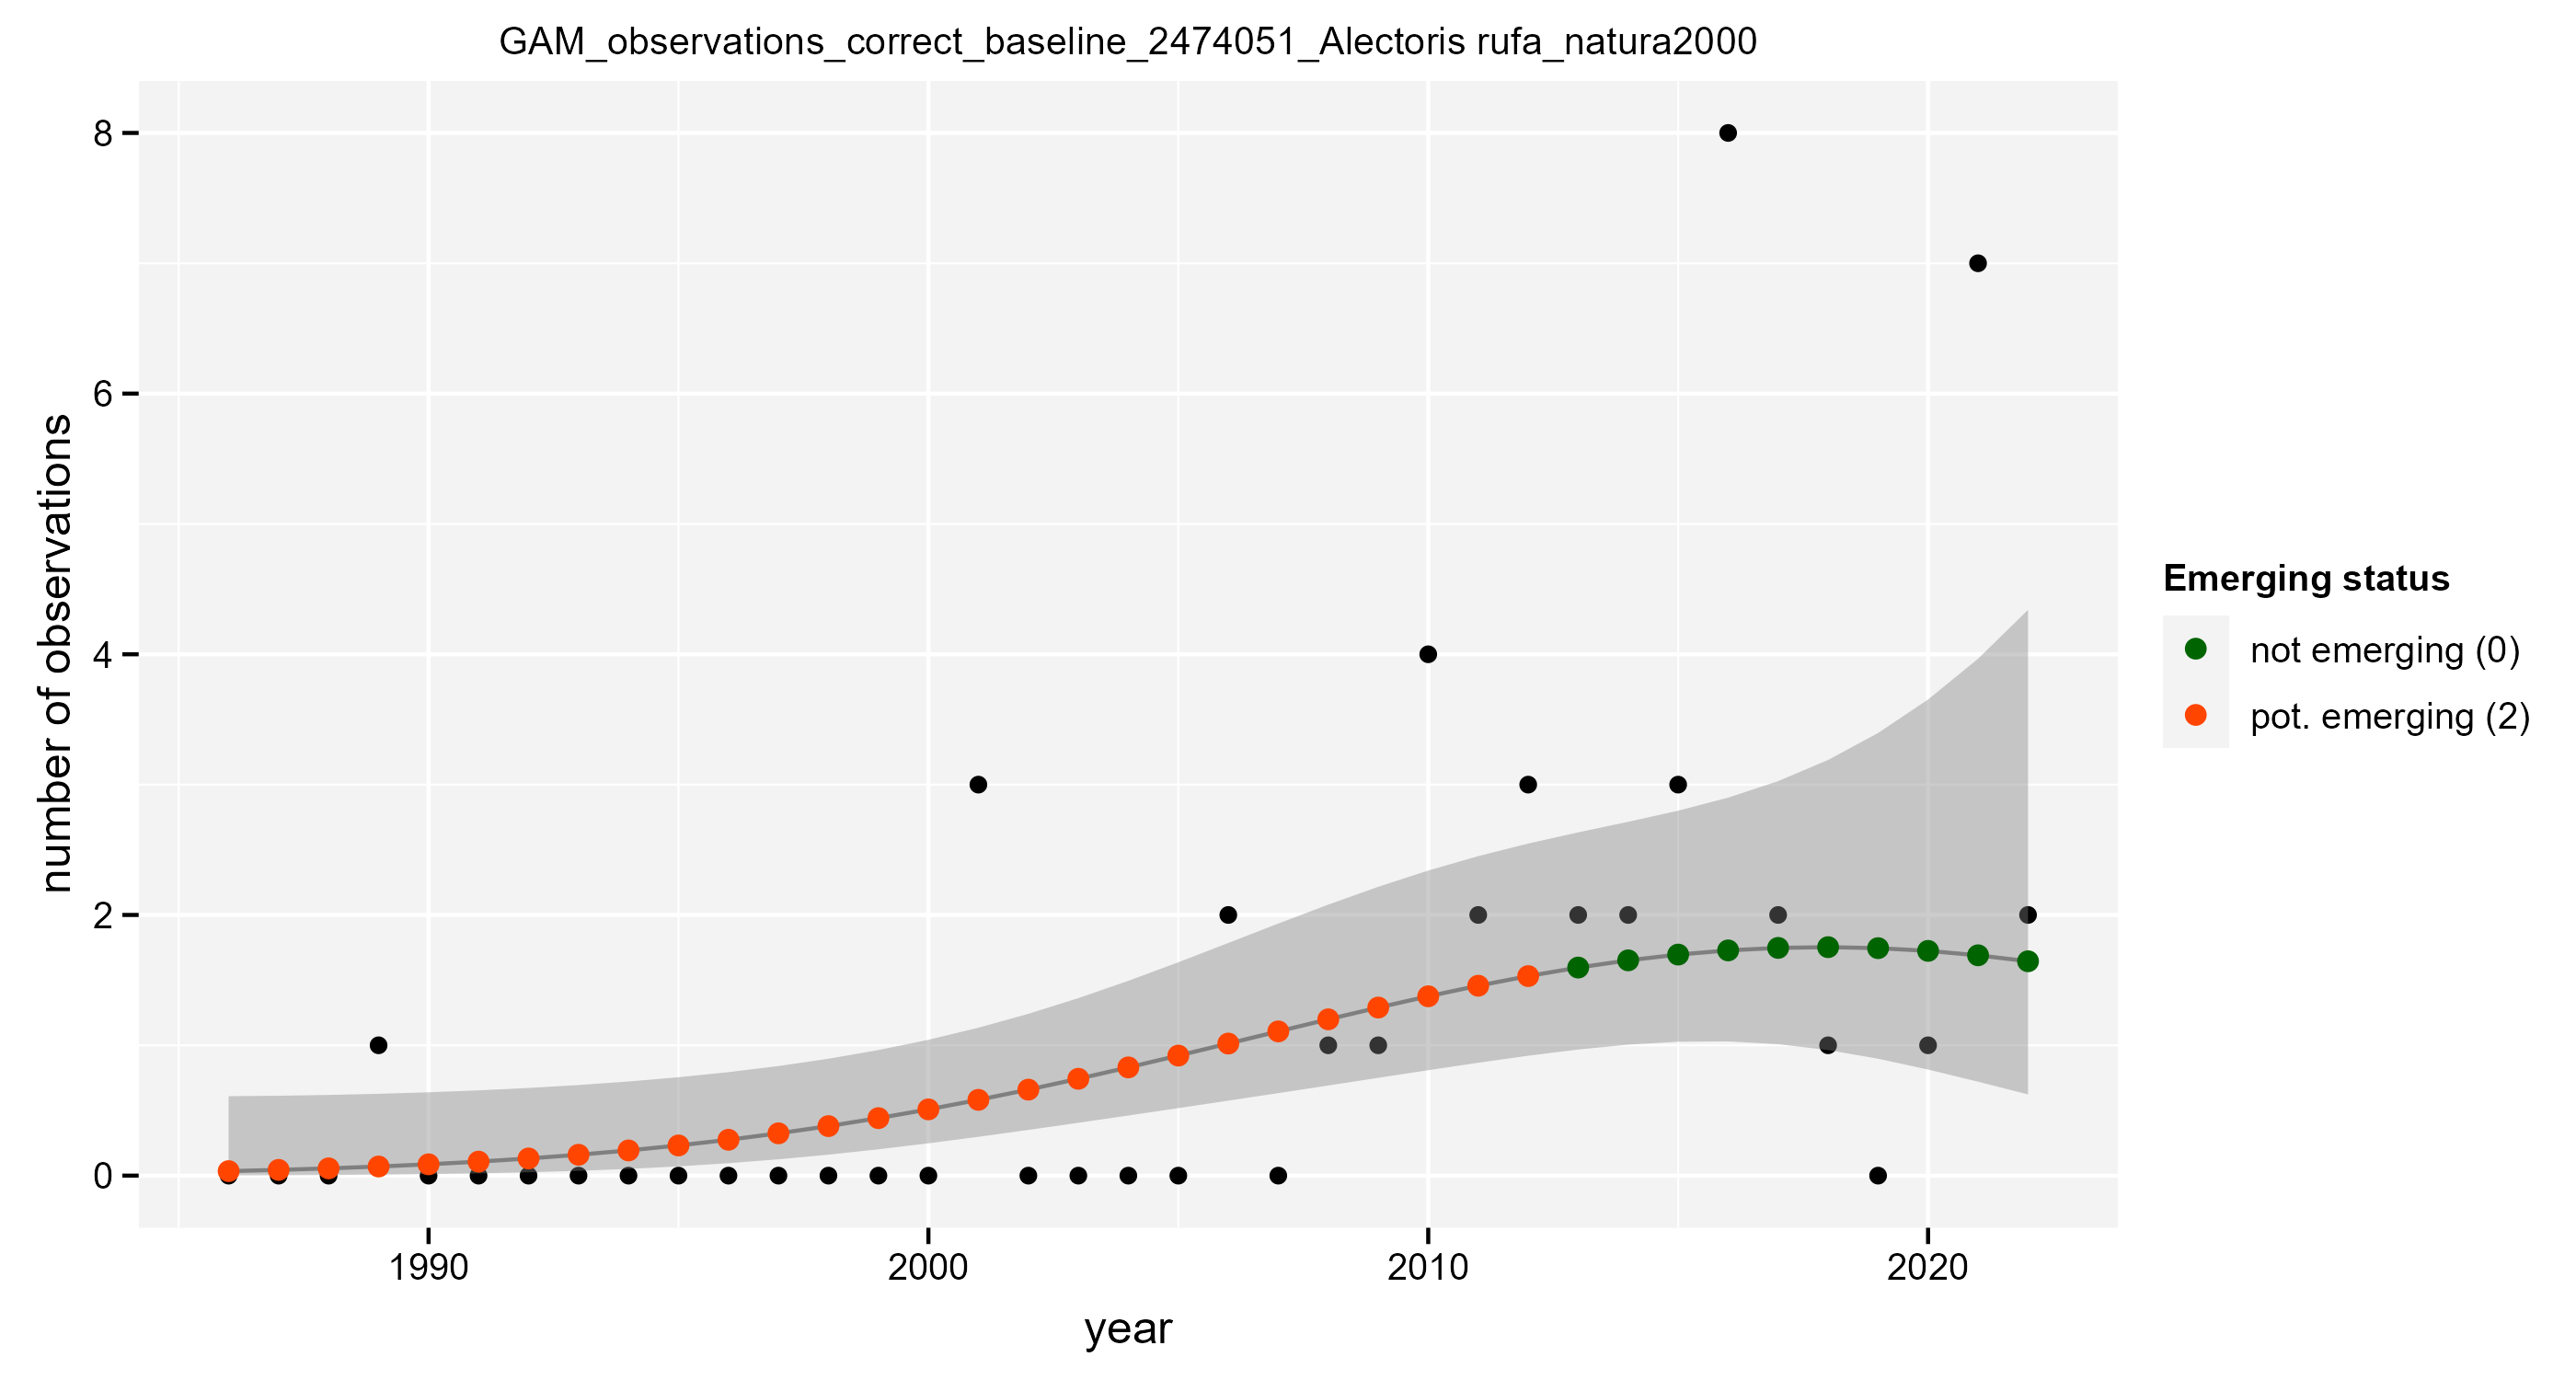 GAM_observations_correct_baseline_2474051_Alectoris rufa_natura2000
number of observations
8
6
4
2
0
1990
2000
2010
2020
year
Emerging status
not emerging (0)
pot. emerging (2)